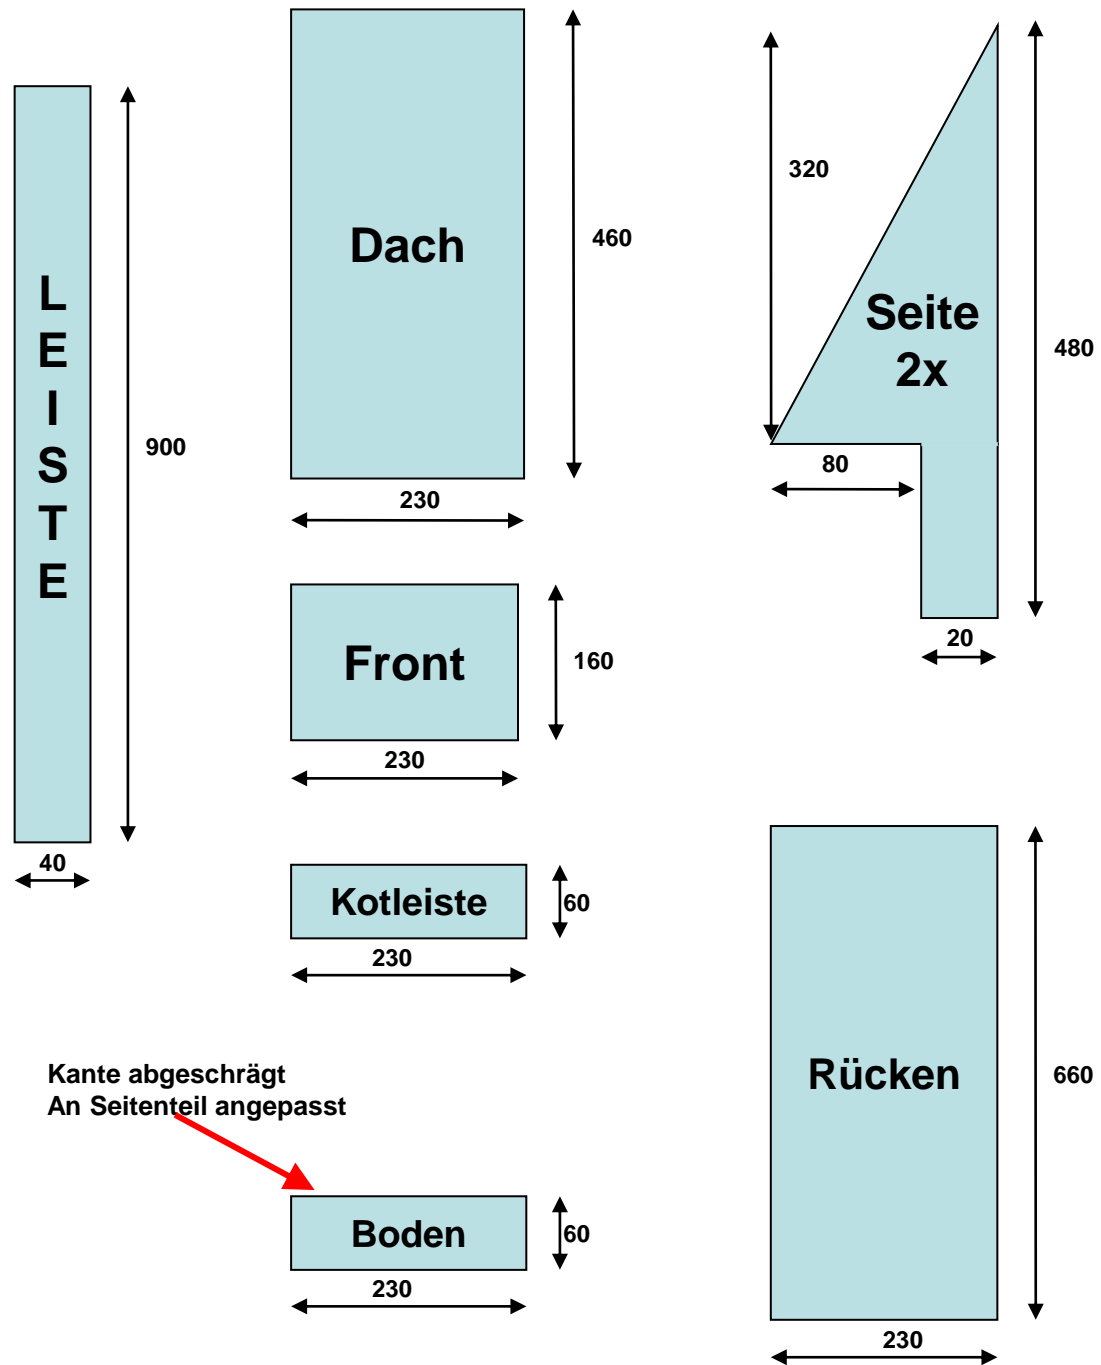 L
E
I
S
T
E
900
40
Dach
460
230
Front
160
230
Kotleiste
60
230
Kante abgeschrägt
An Seitenteil angepasst
Boden
60
230
320
Seite
2x
480
80
20
Rücken
660
230